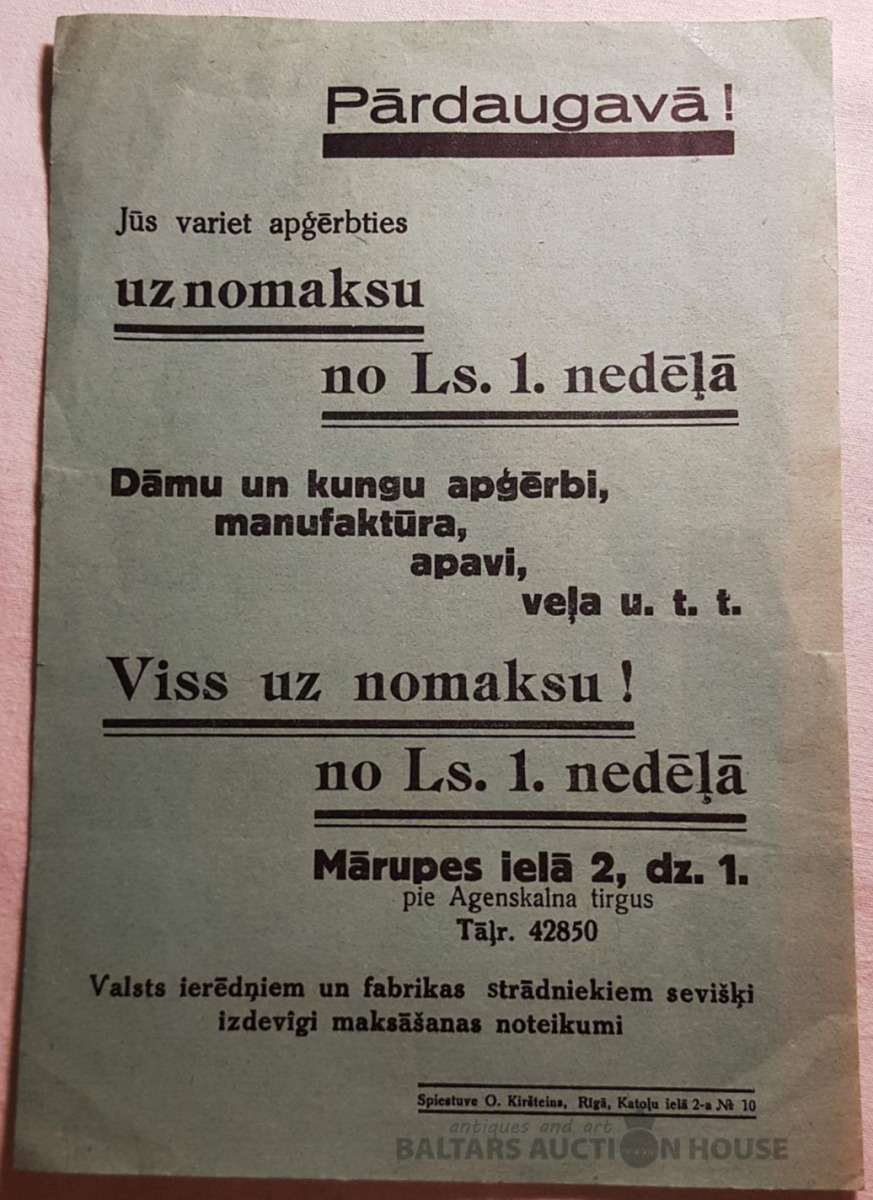 Pārdaugavā!
Jūs variet apģērbties
uz nomaksu
no Ls. 1. nedēļā
Dāmu un kungu apģērbi,
manufaktūra,
apavi,
veļa u. t. t.
Viss uz nomaksu!
no Ls. 1. nedēļā
Mārupes ielā 2, dz. 1.
pie Agenskalna tirgus
Tāļr. 42850
Valsts ierēdņiem un fabrikas strādniekiem sevišķi
izdevīgi maksāšanas noteikumi
Spiestuve O. Kiršteins, Rīgā, Katoļu ielā 2-a № 10
antiques and art
BALTARS AUCTION HOUSE